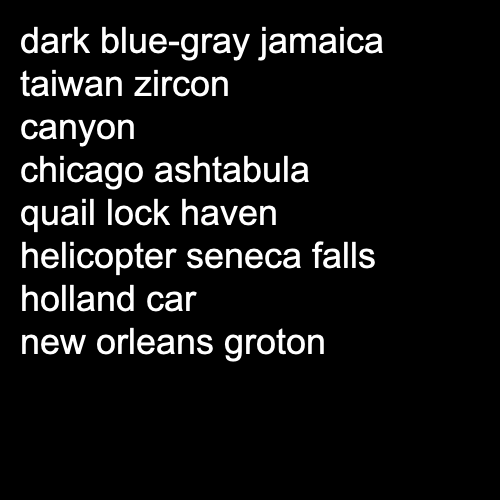 dark blue-gray jamaica
taiwan zircon
canyon
chicago ashtabula
quail lock haven
helicopter seneca falls
holland car
new orleans groton